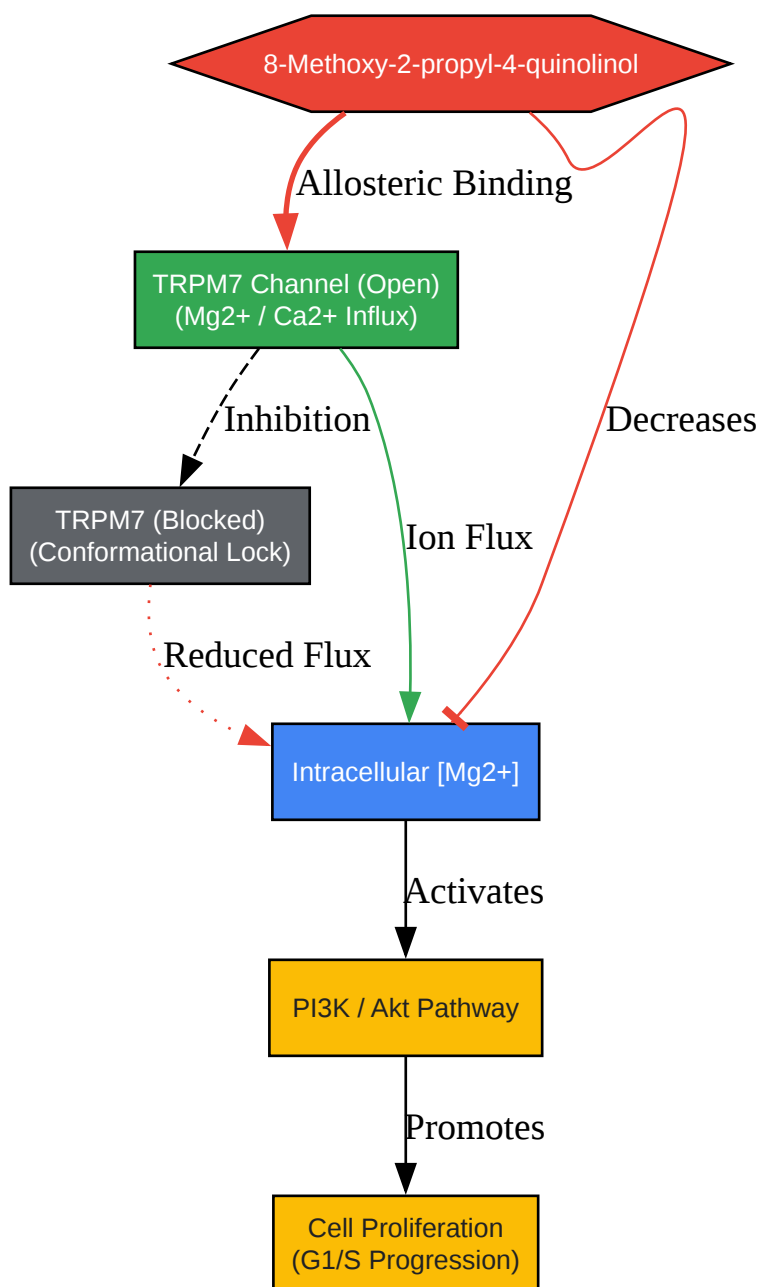 8-Methoxy-2-propyl-4-quinolinol
Allosteric Binding
TRPM7 Channel (Open)
(Mg2+ / Ca2+ Influx)
Inhibition
Decreases
TRPM7 (Blocked)
(Conformational Lock)
Ion Flux
Reduced Flux
Intracellular [Mg2+]
Activates
PI3K / Akt Pathway
Promotes
Cell Proliferation
(G1/S Progression)